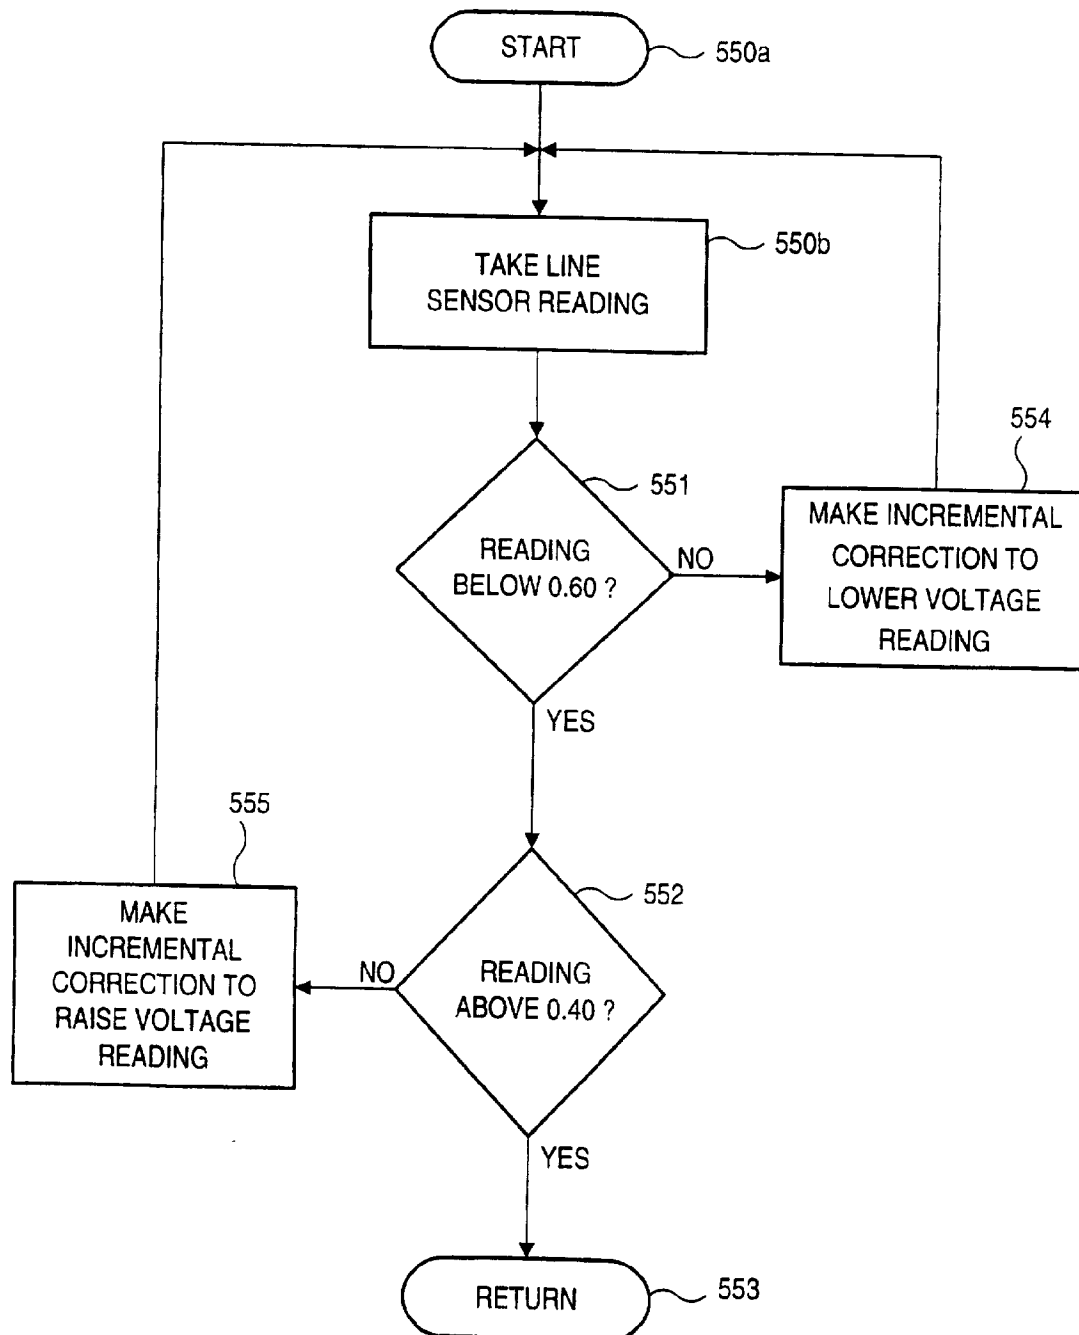 START
550a
TAKE LINE
SENSOR READING
550b
551
READING
BELOW 0.60 ?
NO
554
MAKE INCREMENTAL
CORRECTION TO
LOWER VOLTAGE
READING
YES
555
MAKE
INCREMENTAL
CORRECTION TO
RAISE VOLTAGE
READING
NO
552
READING
ABOVE 0.40 ?
YES
RETURN
553